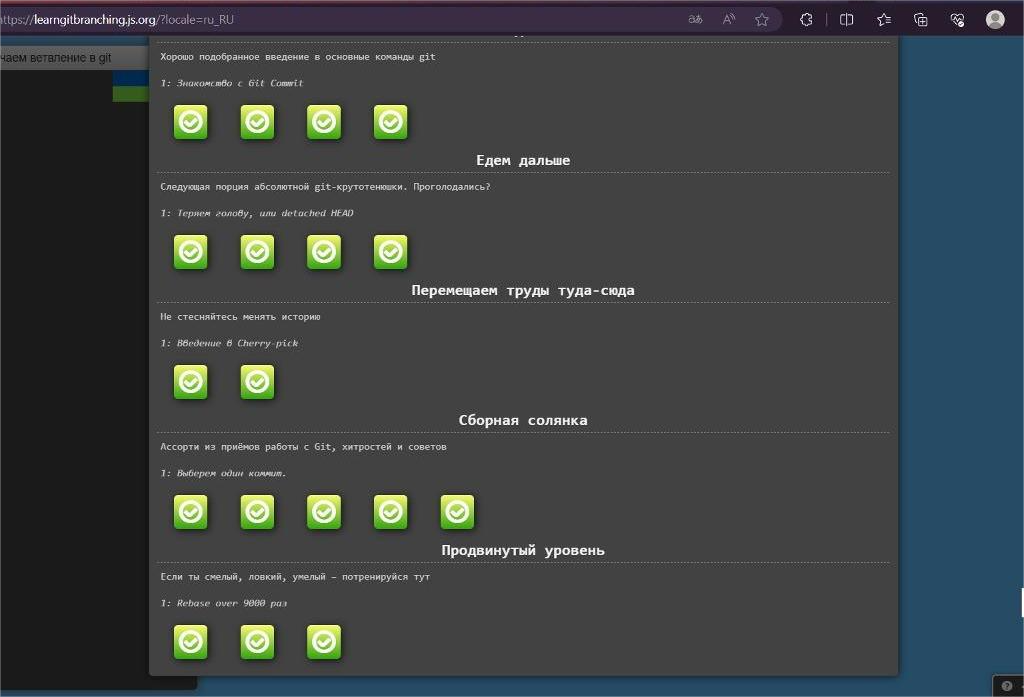 https://learngitbranching.js.org/?locale=ru_RU
чаем ветвление в git
Хорошо подобранное введение в основные команды git
1: Знакомство с Git Commit
Едем дальше
Следующая порция абсолютной git-крутотенюшки. Проголодались?
1: Теряем голову, или detached HEAD
Перемещаем труды туда-сюда
Не стесняйтесь менять историю
1: Введение в Cherry-pick
Сборная солянка
Ассорти из приёмов работы с Git, хитростей и советов
1: Выберем один коммит.
Продвинутый уровень
Если ты смелый, ловкий, умелый – потренируйся тут
1: Rebase over 9000 раз